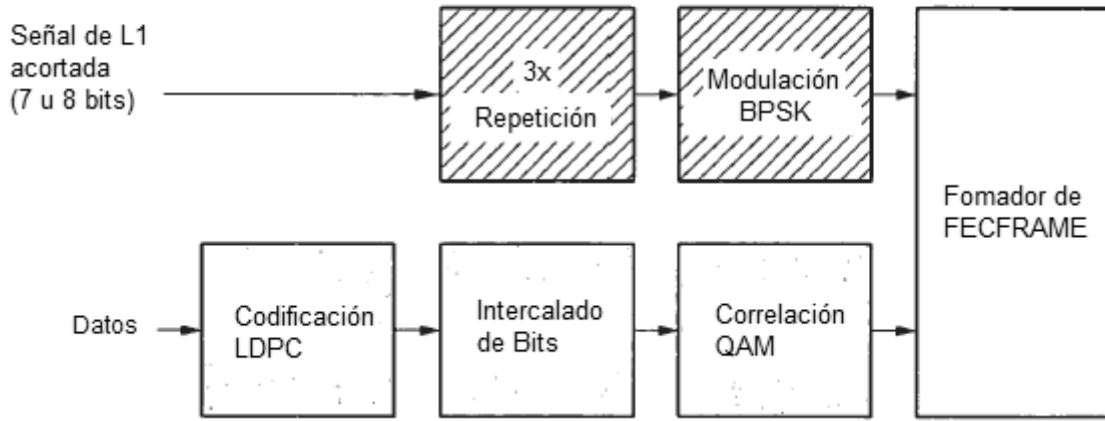 Señal de L1
acortada
(7 u 8 bits)
3x
Repetición
Modulación
BPSK
Fomador de
FECFRAME
Datos
Codificación
LDPC
Intercalado
de Bits
Correlación
QAM